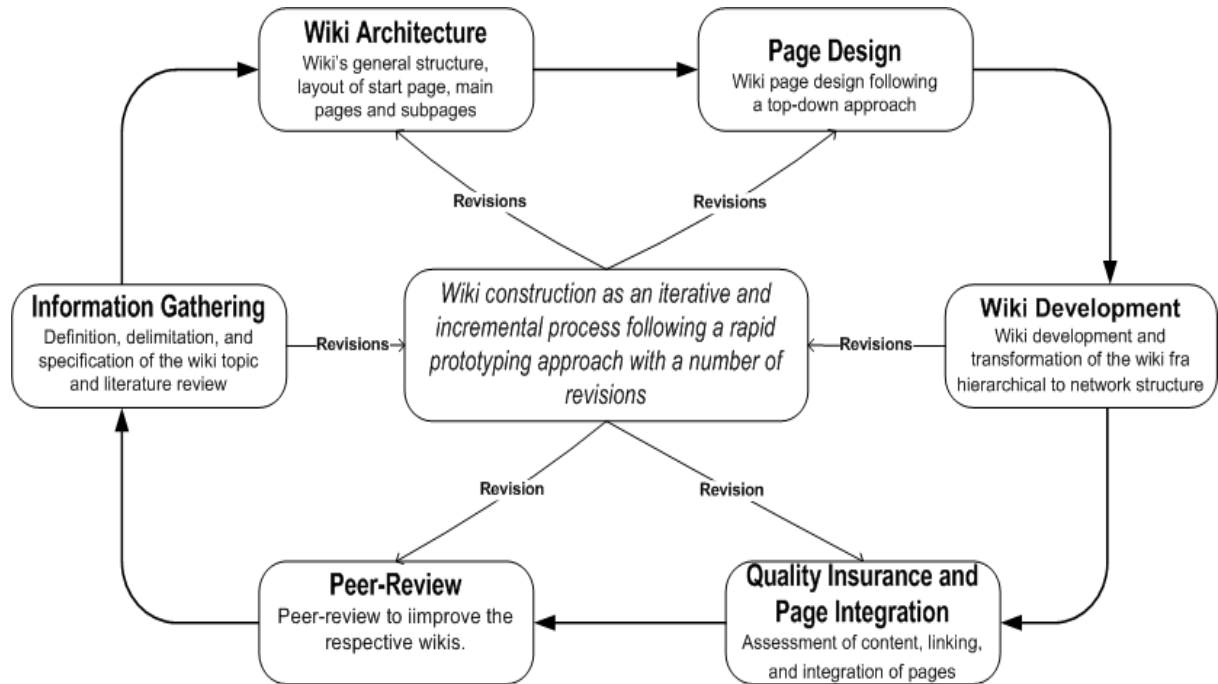 Wiki Architecture
Wiki's general structure,
layout of start page, main
pages and subpages
Page Design
Wiki page design following
a top-down approach
Revisions
Revisions
Information Gathering
Definition, delimitation, and
specification of the wiki topic
and literature review
Revisions
Wiki construction as an iterative and
incremental process following a rapid
prototyping approach with a number of
revisions
Revisions
Wiki Development
Wiki development and
transformation of the wiki fra
hierarchical to network structure
Revision
Revision
Peer-Review
Peer-review to iimprove the
respective wikis.
Quality Insurance and
Page Integration
Assessment of content, linking,
and integration of pages